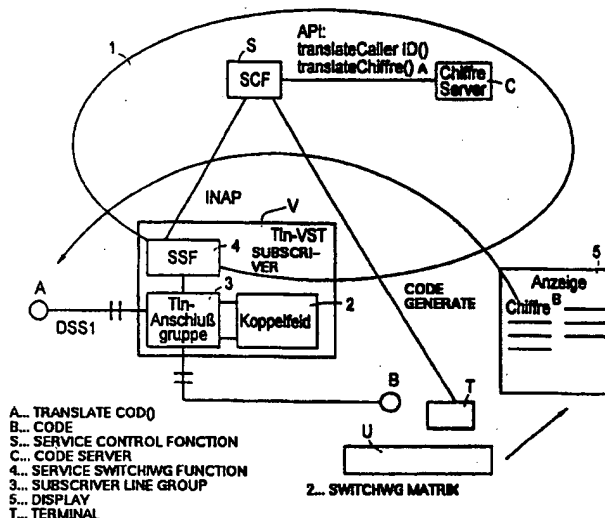 1
S
API:
translateCaller ID()
translateChiffre() A
SCF
Chiffre
Server
C
INAP
V
Tln-VST
SUBSCRI-
VER
SSF
4
3
5
A
DSS1
Tln-
Anschluß
gruppe
Koppelfeld
2
CODE
GENERATE
Anzeige
Chiffre B
B
T
U
A... TRANSLATE COD()
B... CODE
S... SERVICE CONTROL FONCTION
C... CODE SERVER
4... SERVICE SWITCHIWG FUNCTION
3... SUBSCRIVER LINE GROUP
5... DISPLAY
T... TERMINAL
2... SWITCHWG MATRIK